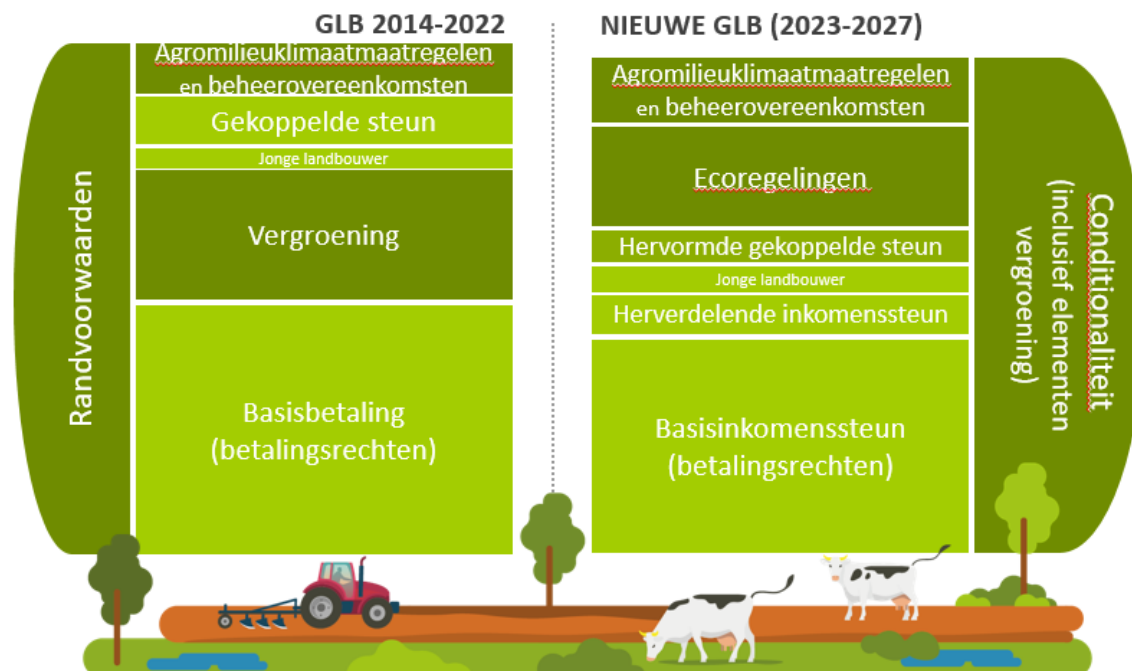 GLB 2014-2022
Randvoorwaarden
Agromilieuklimaatmaatregelen
en beheerovereenkomsten
Gekoppelde steun
Jonge landbouwer
Vergroening
Basisbetaling
(betalingsrechten)
NIEUWE GLB (2023-2027)
Agromilieuklimaatmaatregelen
en beheerovereenkomsten
Ecoregelingen
Hervormde gekoppelde steun
Jonge landbouwer
Herverdelende inkomenssteun
Basisinkomenssteun
(betalingsrechten)
Conditionaliteit
(inclusief elementen
vergroening)